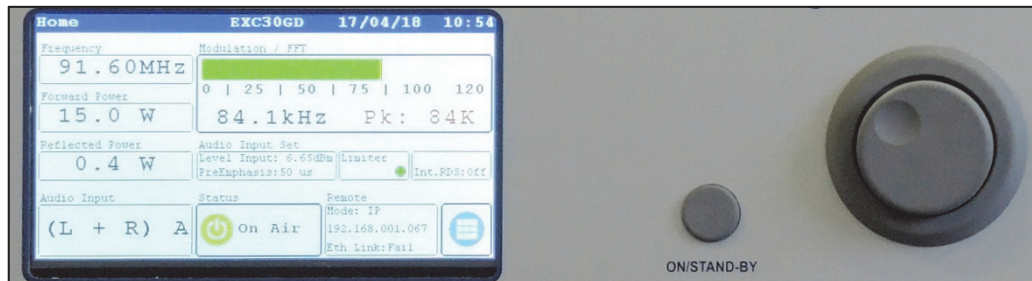 Home EXC30GD 17/04/18 10:54
Frequency
91.60MHz
Modulation / FFT
0 | 25 | 50 | 75 | 100 120
84.1kHz Pk: 84K
Forward Power
15.0 W
Reflected Power
0.4 W
Audio Input Set
Level Input: 6.65dBm
PreEmphasis:50 us
Limiter
Int.RDS:Off
Audio Input
(L + R) A
Status
On Air
Remote
Mode: IP
192.168.001.067
Eth Link:Fail
ON/STAND-BY